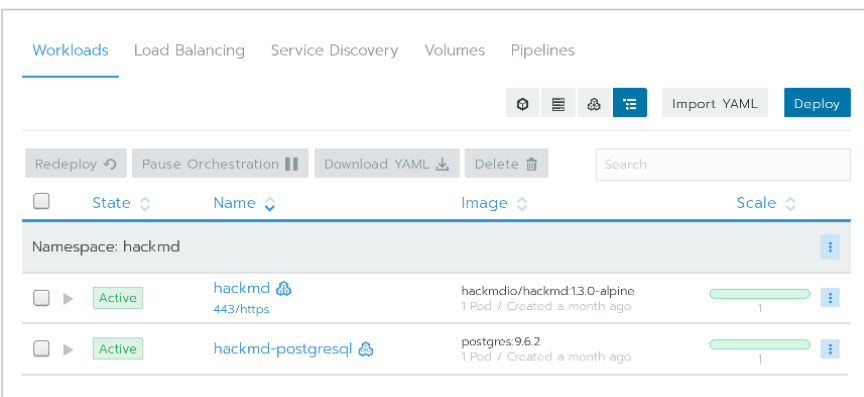 Workloads Load Balancing Service Discovery Volumes Pipelines
Import YAML Deploy
Redeploy Pause Orchestration Download YAML Delete Search
State Name Image Scale
Namespace: hackmd
Active hackmd hackmdio/hackmd:1.3.0-alpine
443/https 1 Pod / Created a month ago 1
Active hackmd-postgresql postgres:9.6.2
1 Pod / Created a month ago 1